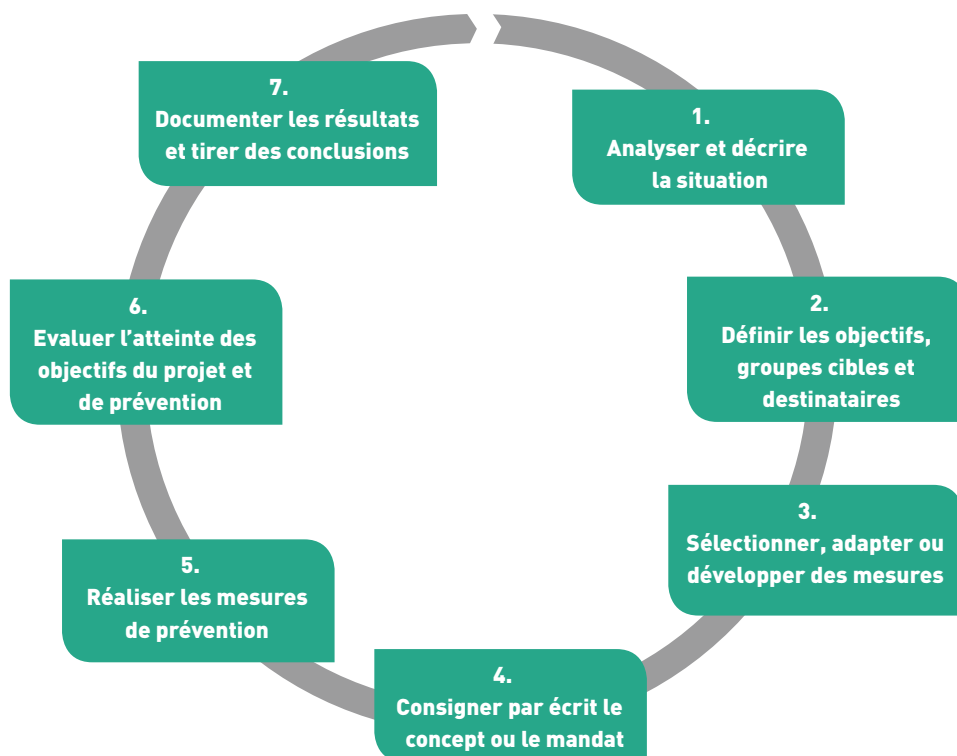 1.
Analyser et décrire
la situation
2.
Définir les objectifs,
groupes cibles et
destinataires
3.
Sélectionner, adapter ou
développer des mesures
4.
Consigner par écrit le
concept ou le mandat
5.
Réaliser les mesures
de prévention
6.
Evaluer l'atteinte des
objectifs du projet et
de prévention
7.
Documenter les résultats
et tirer des conclusions